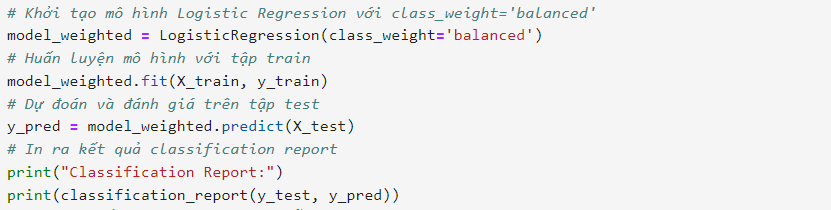 # Khởi tạo mô hình Logistic Regression với class_weight='balanced'
model_weighted = LogisticRegression(class_weight='balanced')
# Huấn luyện mô hình với tập train
model_weighted.fit(X_train, y_train)
# Dự đoán và đánh giá trên tập test
y_pred = model_weighted.predict(X_test)
# In ra kết quả classification report
print("Classification Report:")
print(classification_report(y_test, y_pred))